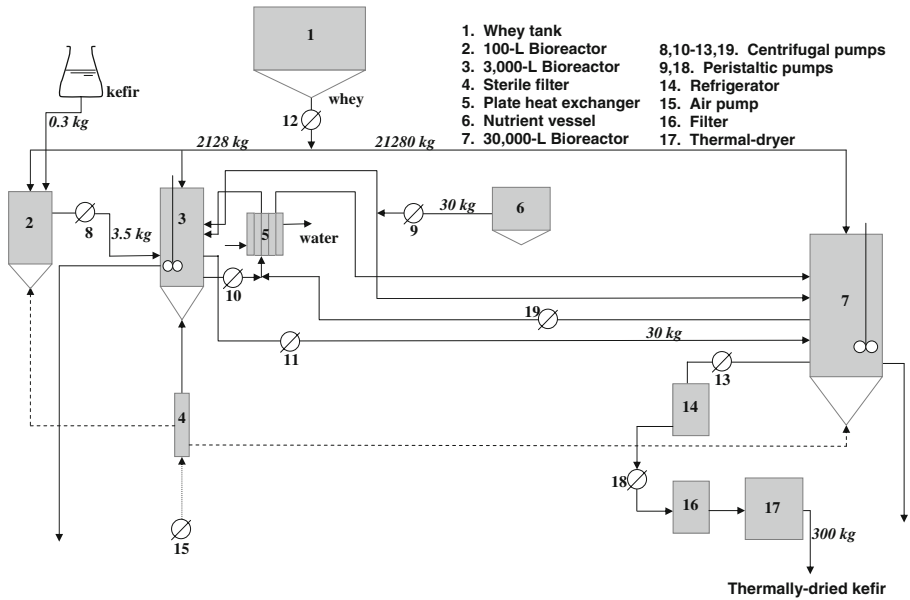 1
1. Whey tank
2. 100-L Bioreactor
3. 3,000-L Bioreactor
4. Sterile filter
5. Plate heat exchanger
6. Nutrient vessel
7. 30,000-L Bioreactor
8,10-13,19. Centrifugal pumps
9,18. Peristaltic pumps
14. Refrigerator
15. Air pump
16. Filter
17. Thermal-dryer
kefir
whey
0.3 kg
12
2128 kg
21280 kg
2
8
3.5 kg
3
5
water
9
30 kg
6
10
19
7
11
30 kg
13
14
4
18
16
17
15
300 kg
Thermally-dried kefir